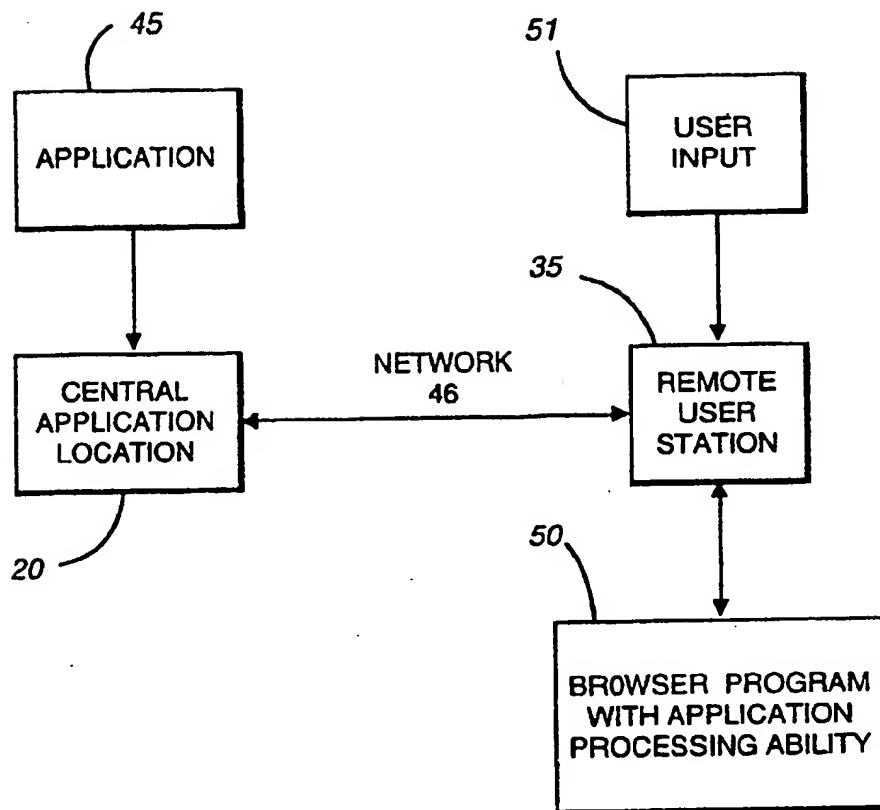 45
APPLICATION
51
USER
INPUT
35
CENTRAL
APPLICATION
LOCATION
20
NETWORK
46
REMOTE
USER
STATION
50
BROWSER PROGRAM
WITH APPLICATION
PROCESSING ABILITY